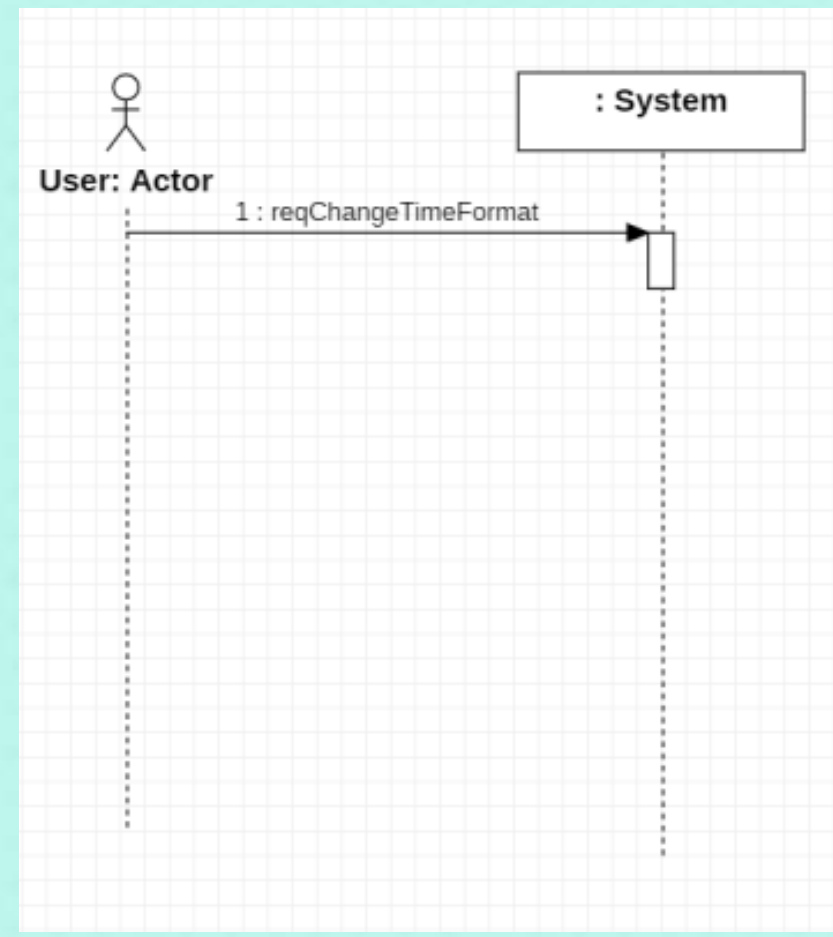 : System
User: Actor
1 : reqChangeTimeFormat